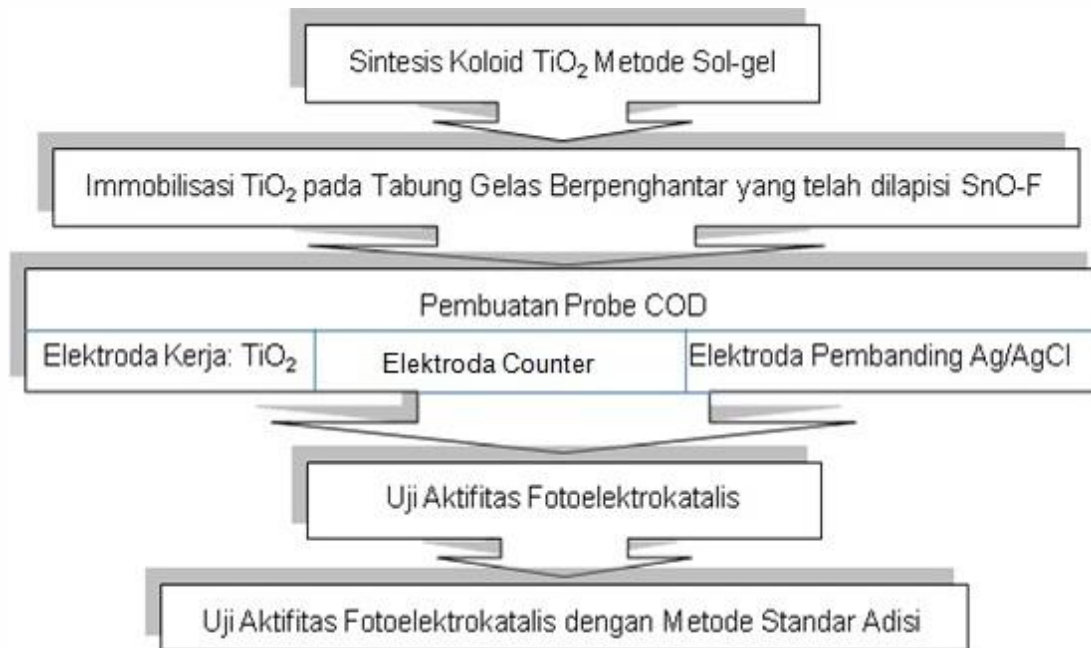 Sintesis Koloid TiO₂ Metode Sol-gel
Immobilisasi TiO₂ pada Tabung Gelas Berpenghantar yang telah dilapisi SnO-F
Pembuatan Probe COD
Elektroda Kerja: TiO₂
Elektroda Counter
Elektroda Pembanding Ag/AgCl
Uji Aktifitas Fotoelektrokatalis
Uji Aktifitas Fotoelektrokatalis dengan Metode Standar Adisi